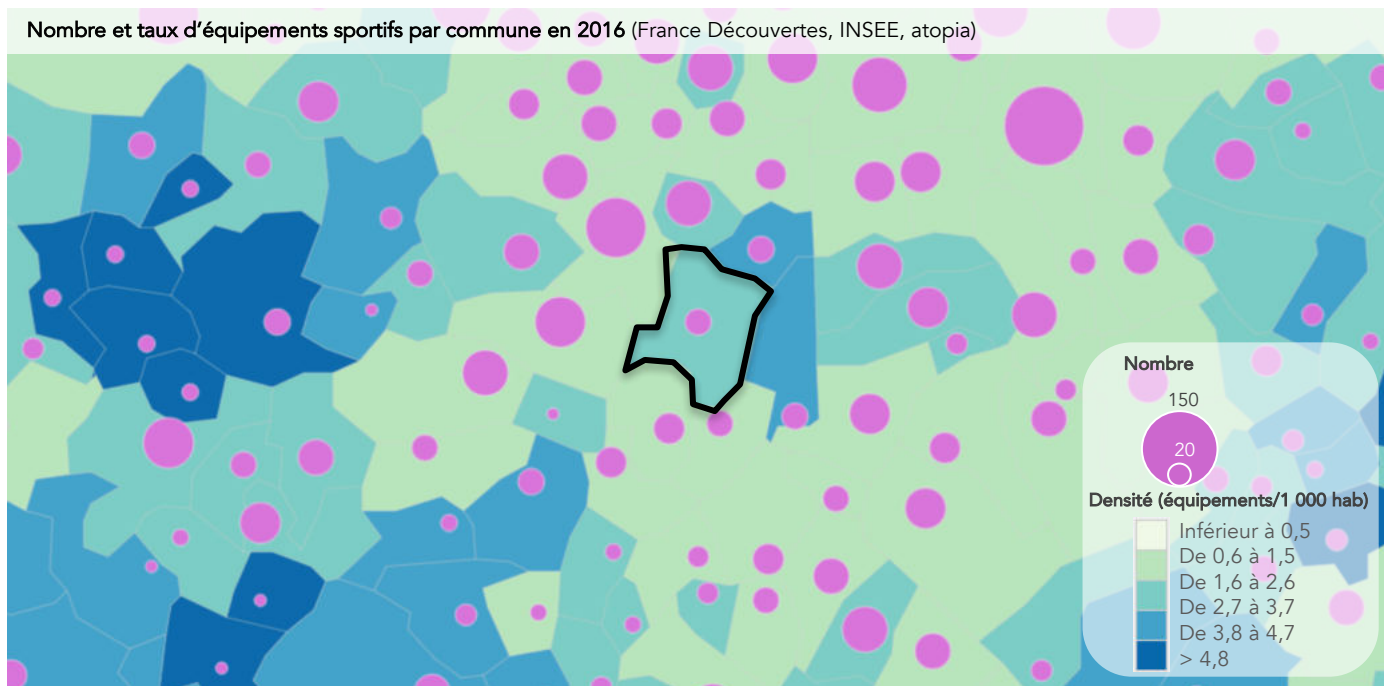 Nombre et taux d’équipements sportifs par commune en 2016 (France Découvertes, INSEE, atopia)
Nombre
150
20
Densité (équipements/1 000 hab)
Inférieur à 0,5
De 0,6 à 1,5
De 1,6 à 2,6
De 2,7 à 3,7
De 3,8 à 4,7
> 4,8